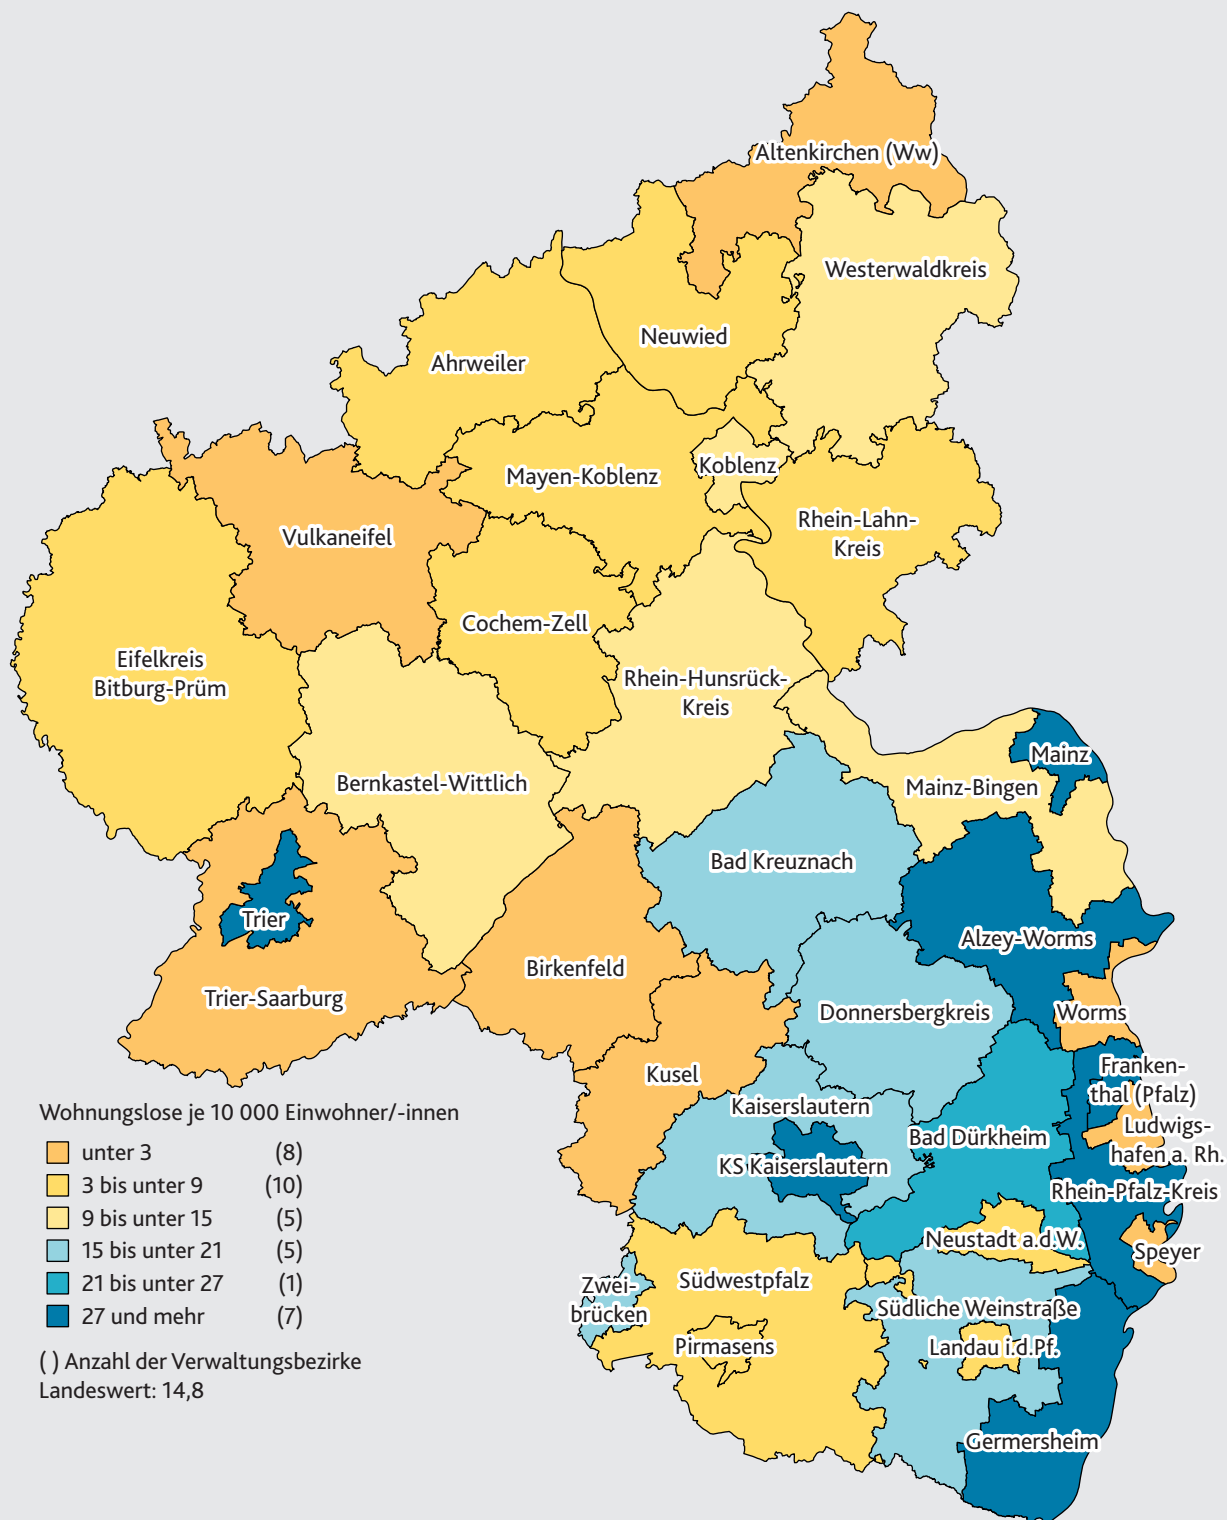 Altenkirchen (Ww)
Westerwaldkreis
Neuwied
Ahrweiler
Koblenz
Mayen-Koblenz
Rhein-Lahn-
Kreis
Vulkaneifel
Cochem-Zell
Eifelkreis
Bitburg-Prüm
Rhein-Hunsrück-
Kreis
Mainz
Bernkastel-Wittlich
Mainz-Bingen
Bad Kreuznach
Trier
Alzey-Worms
Birkenfeld
Trier-Saarburg
Donnersbergkreis
Worms
Kusel
Franken-
thal (Pfalz)
Kaiserslautern
Ludwigs-
hafen a. Rh.
Bad Dürkheim
KS Kaiserslautern
Rhein-Pfalz-Kreis
Neustadt a.d.W.
Speyer
Südwestpfalz
Zwei-
brücken
Südliche Weinstraße
Pirmasens
Landau i.d.Pf.
Germersheim
Wohnungslose je 10 000 Einwohner/-innen
unter 3 (8)
3 bis unter 9 (10)
9 bis unter 15 (5)
15 bis unter 21 (5)
21 bis unter 27 (1)
27 und mehr (7)
( ) Anzahl der Verwaltungsbezirke
Landeswert: 14,8